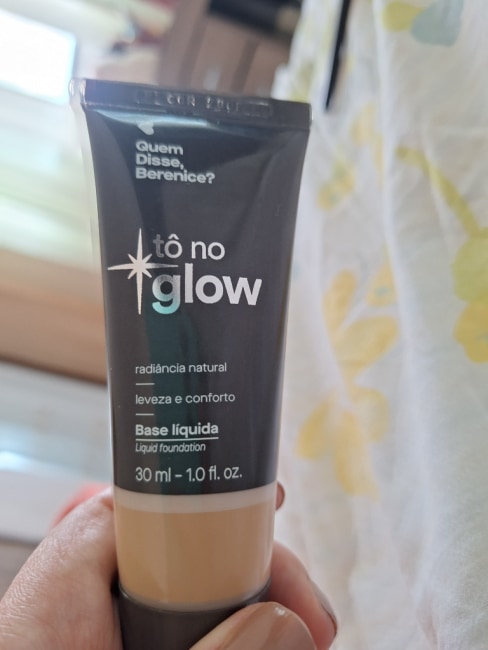 Quem
Disse,
Berenice?
tô no
glow
radiância natural
leveza e conforto
Base líquida
Liquid foundation
30 ml - 1.0 fl. oz.